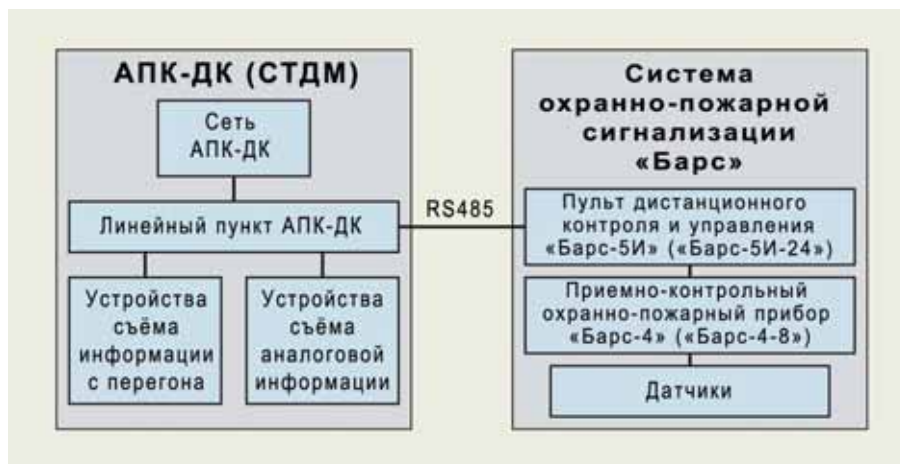 АПК-ДК (СТДМ)
Сеть
АПК-ДК
Линейный пункт АПК-ДК
Устройства
съёма
информации
с перегона
Устройства
съёма
аналоговой
информации
RS485
Система
охранно-пожарной
сигнализации
«Барс»
Пульт дистанционного
контроля и управления
«Барс-5И» («Барс-5И-24»)
Приемно-контрольный
охранно-пожарный прибор
«Барс-4» («Барс-4-8»)
Датчики